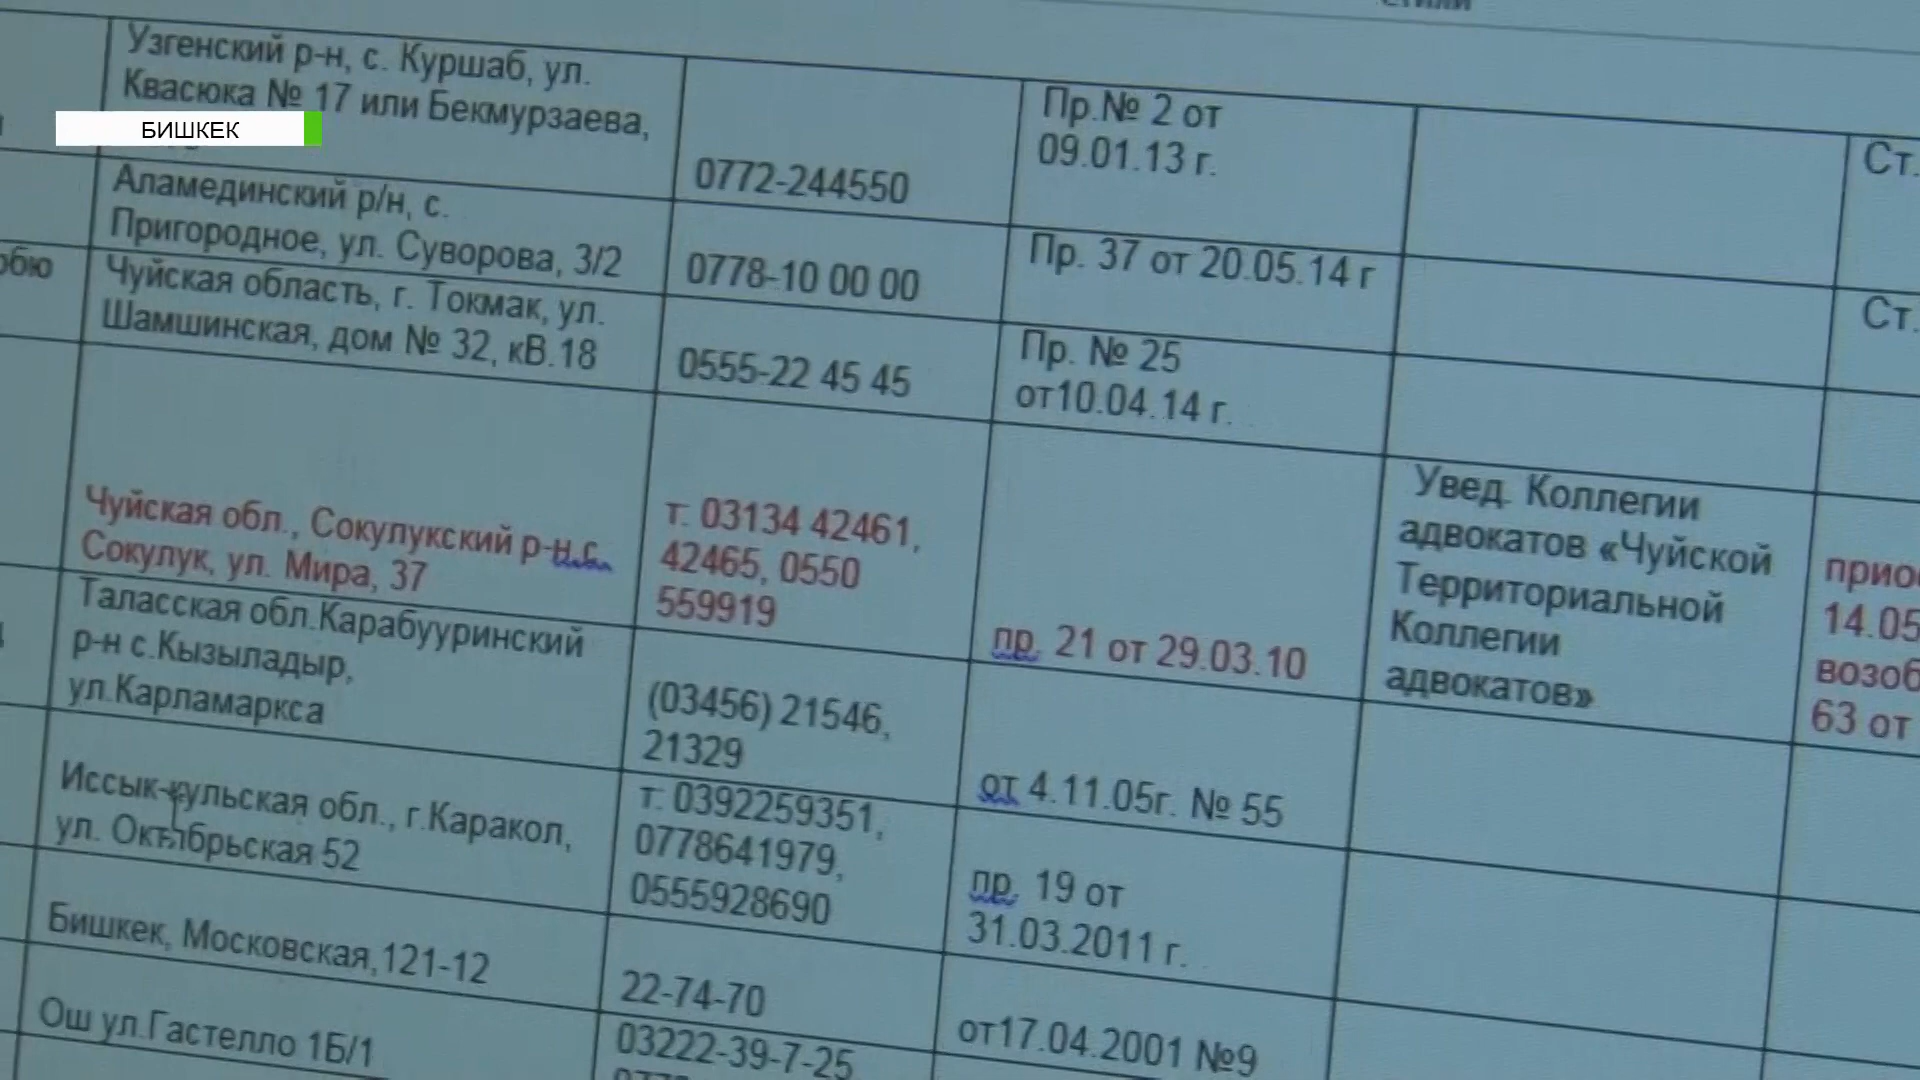 стили
Узгенский р-н, с. Куршаб, ул.
Квасюка № 17 или Бекмурзаева,
0772-244550
Пр.№ 2 от
09.01.13 г.
Ст.
БИШКЕК
Аламединский р/н, с.
Пригородное, ул. Суворова, 3/2
0778-10 00 00
Пр. 37 от 20.05.14 г
Ст.
обю
Чуйская область, г. Токмак, ул.
Шамшинская, дом № 32, кВ.18
0555-22 45 45
Пр. № 25
от10.04.14 г.
Чуйская обл., Сокулукский р-н.с.
Сокулук, ул. Мира, 37
т: 03134 42461,
42465, 0550
559919
пр. 21 от 29.03.10
Увед. Коллегии
адвокатов «Чуйской
Территориальной
Коллегии
адвокатов»
14.05
63 от
Таласская обл.Карабууринский
р-н с.Кызыладыр,
ул.Карламаркса
(03456) 21546,
21329
от 4.11.05г. № 55
Иссык-кульская обл., г.Каракол,
ул. Октябрьская 52
т: 0392259351,
0778641979,
0555928690
пр. 19 от
31.03.2011 г.
Бишкек, Московская,121-12
22-74-70
от17.04.2001 №9
Ош ул.Гастелло 1Б/1
03222-39-7-25